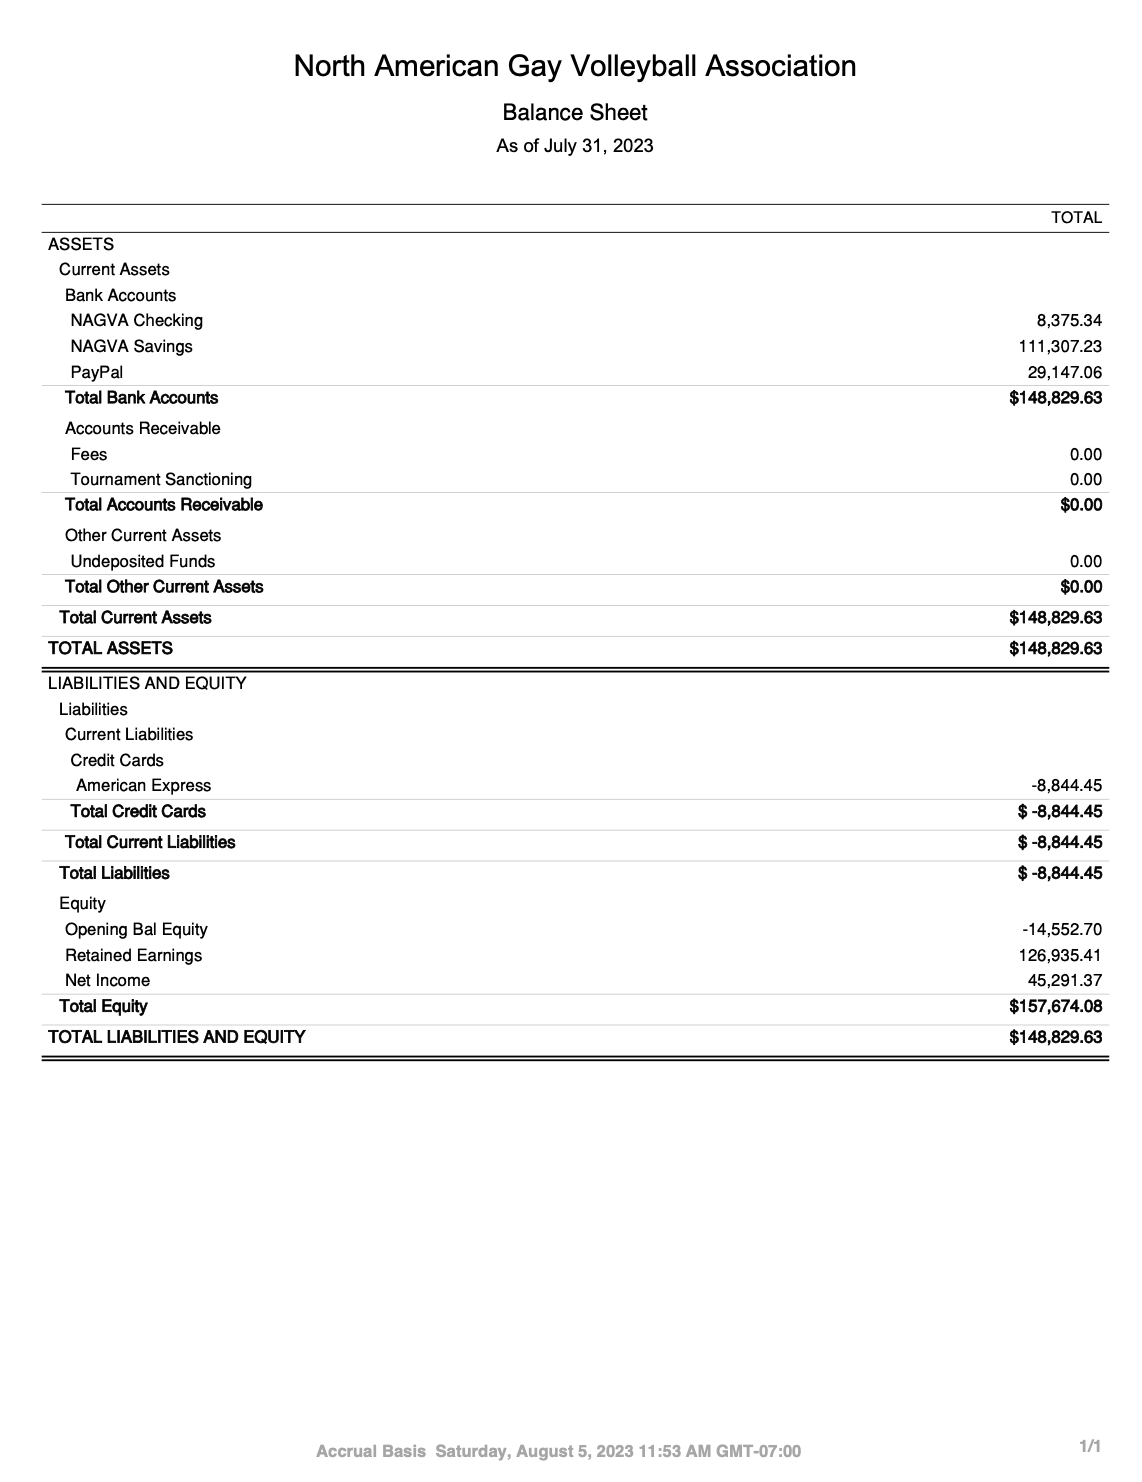 North American Gay Volleyball Association
Balance Sheet
As of July 31, 2023
TOTAL
ASSETS
Current Assets
Bank Accounts
NAGVA Checking 8,375.34
NAGVA Savings 111,307.23
PayPal 29,147.06
Total Bank Accounts $148,829.63
Accounts Receivable
Fees 0.00
Tournament Sanctioning 0.00
Total Accounts Receivable $0.00
Other Current Assets
Undeposited Funds 0.00
Total Other Current Assets $0.00
Total Current Assets $148,829.63
TOTAL ASSETS $148,829.63
LIABILITIES AND EQUITY
Liabilities
Current Liabilities
Credit Cards
American Express -8,844.45
Total Credit Cards $ -8,844.45
Total Current Liabilities $ -8,844.45
Total Liabilities $ -8,844.45
Equity
Opening Bal Equity -14,552.70
Retained Earnings 126,935.41
Net Income 45,291.37
Total Equity $157,674.08
TOTAL LIABILITIES AND EQUITY $148,829.63
Accrual Basis Saturday, August 5, 2023 11:53 AM GMT-07:00 1/1